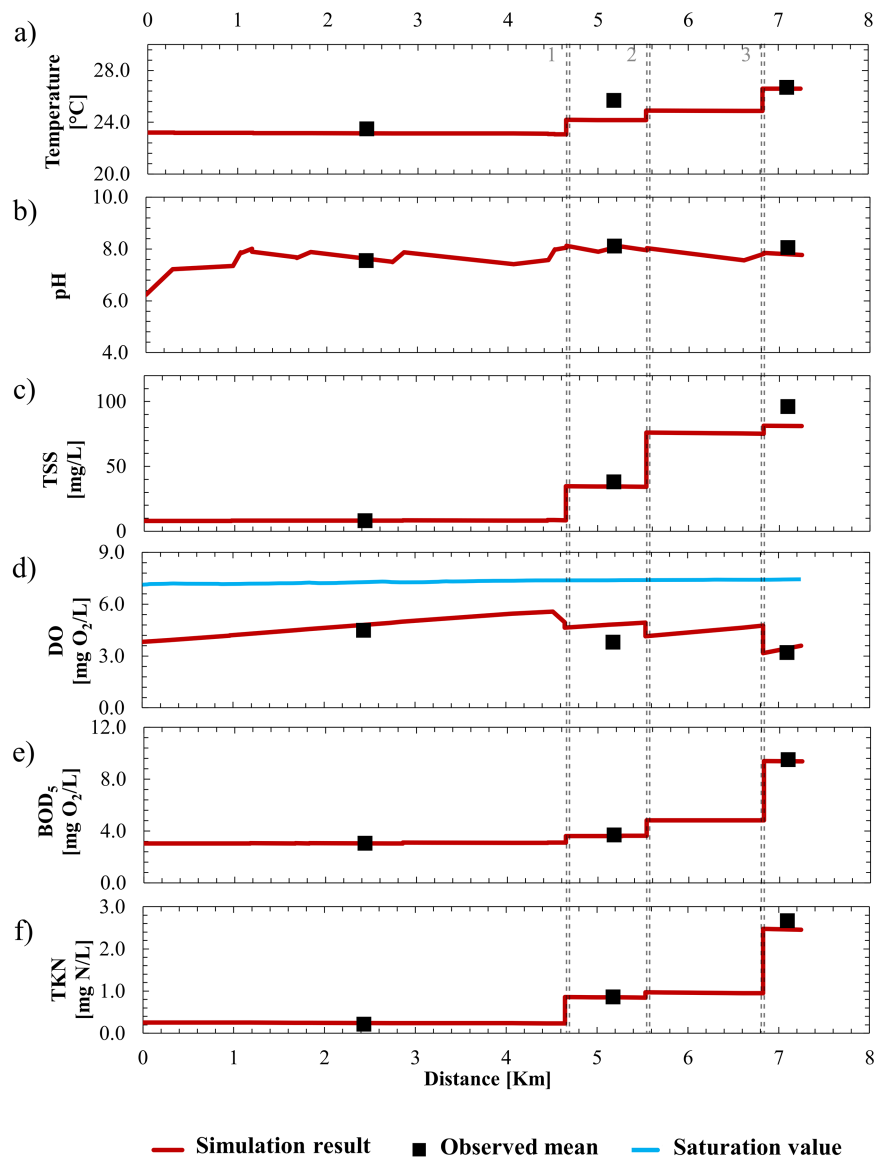 0 1 2 3 4 5 6 7 8
a)
Temperature
[°C]
28.0
24.0
20.0
1 2 3
b)
pH
10.0
8.0
6.0
4.0
c)
TSS
[mg/L]
100
50
0
d)
DO
[mg O₂/L]
9.0
6.0
3.0
0.0
e)
BOD₅
[mg O₂/L]
12.0
8.0
4.0
0.0
f)
TKN
[mg N/L]
3.0
2.0
1.0
0.0
0 1 2 3 4 5 6 7 8
Distance [Km]
Simulation result Observed mean Saturation value